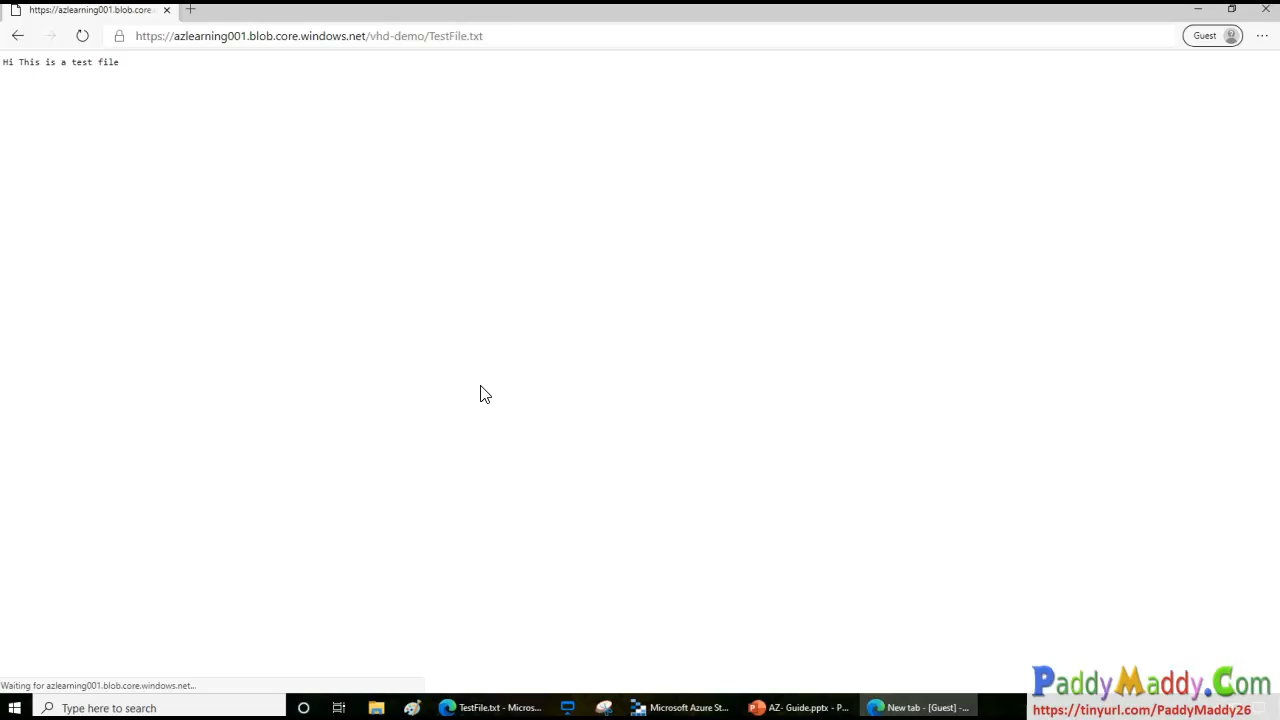 https://azlearning001.blob.core.
https://azlearning001.blob.core.windows.net/vhd-demo/TestFile.txt
Guest
Hi This is a test file
Waiting for azlearning001.blob.core.windows.net...
PaddyMaddy.Com
Type here to search
TestFile.txt - Micros...
Microsoft Azure St...
AZ- Guide.pptx - P...
New tab - [Guest] -...
https://tinyurl.com/PaddyMaddy26